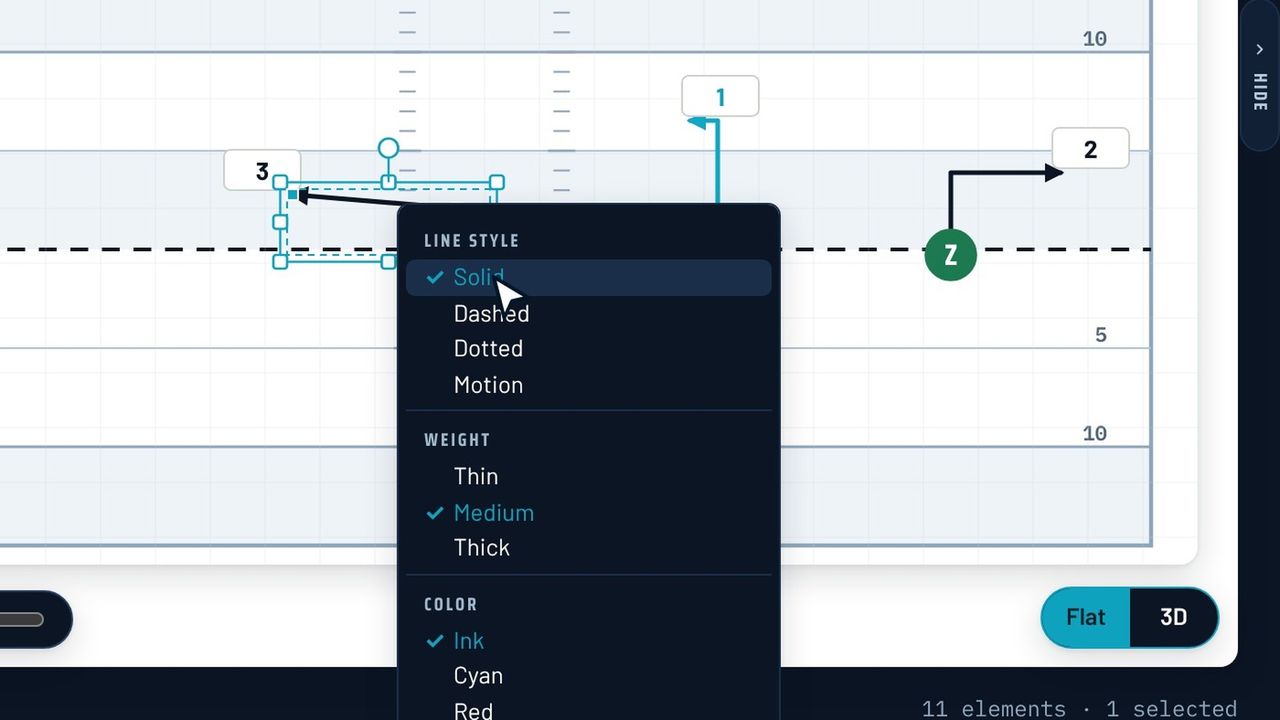 10
HIDE
1
2
3
LINE STYLE
Solid
Z
Dashed
5
Dotted
Motion
10
WEIGHT
Thin
Medium
Thick
COLOR
Flat 3D
Ink
Cyan
Red
11 elements · 1 selected